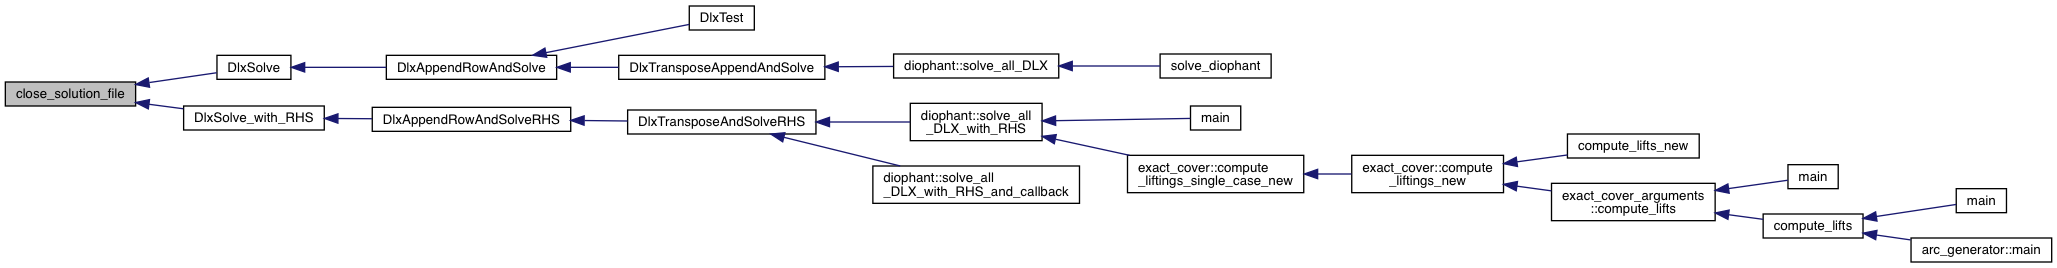 close_solution_file
DlxSolve
DlxAppendRowAndSolve
DlxTest
DlxTransposeAppendAndSolve
diophant::solve_all_DLX
solve_diophant
DlxSolve_with_RHS
DlxAppendRowAndSolveRHS
DlxTransposeAndSolveRHS
diophant::solve_all
_DLX_with_RHS
main
exact_cover::compute
_liftings_single_case_new
exact_cover::compute
_liftings_new
compute_lifts_new
exact_cover_arguments
::compute_lifts
main
compute_lifts
main
arc_generator::main
diophant::solve_all
_DLX_with_RHS_and_callback